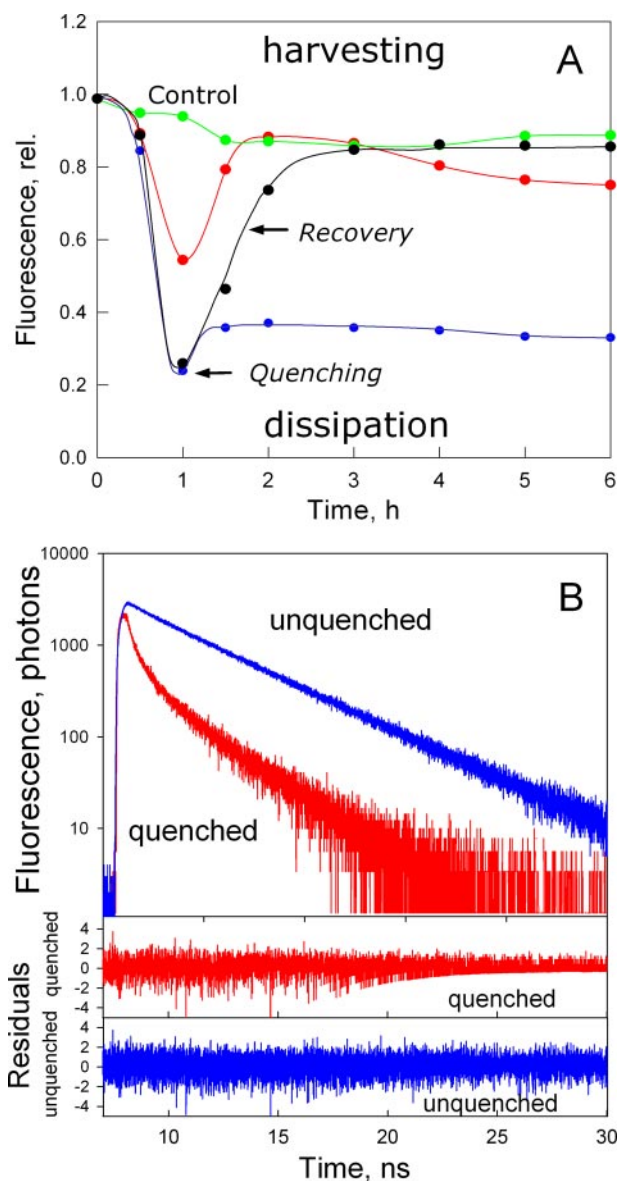 A
harvesting
Control
Recovery
Quenching
dissipation
Fluorescence, rel.
1.2
1.0
0.8
0.6
0.4
0.2
0.0
0 1 2 3 4 5 6
Time, h
B
Fluorescence, photons
10000
1000
100
10
unquenched
quenched
Residuals
quenched
4
2
0
-2
-4
quenched
unquenched
4
2
0
-2
-4
unquenched
10 15 20 25 30
Time, ns